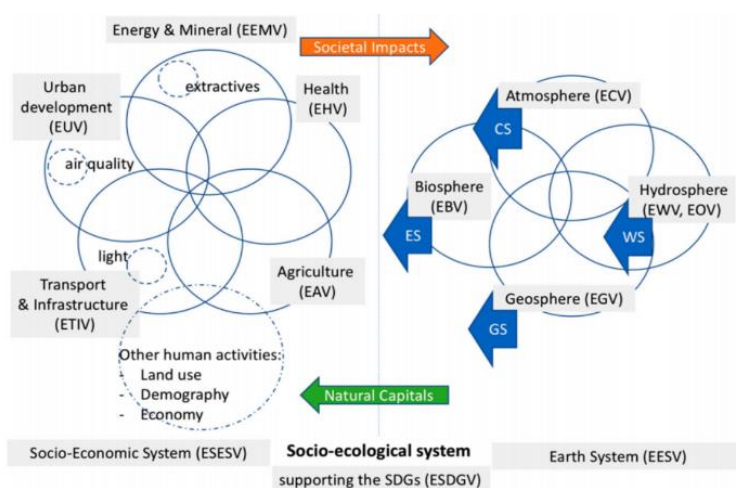 Energy & Mineral (EEMV)
Societal Impacts
extractives
Urban
development
(EUV)
Health
(EHV)
Atmosphere (ECV)
CS
air quality
Biosphere
(EBV)
Hydrosphere
(EWV, EOV)
ES
WS
light
Transport
& Infrastructure
(ETIV)
Agriculture
(EAV)
Geosphere (EGV)
GS
Other human activities:
- Land use
- Demography
- Economy
Natural Capitals
Socio-Economic System (ESESV)
Socio-ecological system
Earth System (EESV)
supporting the SDGs (ESDGV)